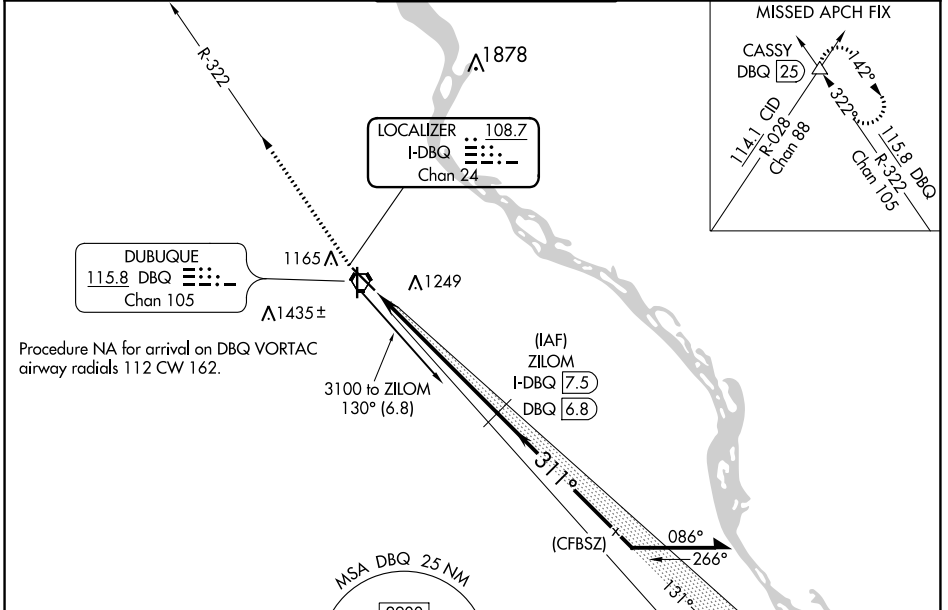 MISSED APCH FIX
CASSY
DBQ 25
142°
322°
114.1 CID
R-028
Chan 88
115.8 DBQ
R-322
Chan 105
R-322
1878
LOCALIZER 108.7
I-DBQ
Chan 24
DUBUQUE
115.8 DBQ
Chan 105
1165
1249
1435 ±
Procedure NA for arrival on DBQ VORTAC
airway radials 112 CW 162.
3100 to ZILOM
130° (6.8)
(IAF)
ZILOM
I-DBQ 7.5
DBQ 6.8
311°
(CFBSZ)
086°
266°
131°
MSA DBQ 25 NM